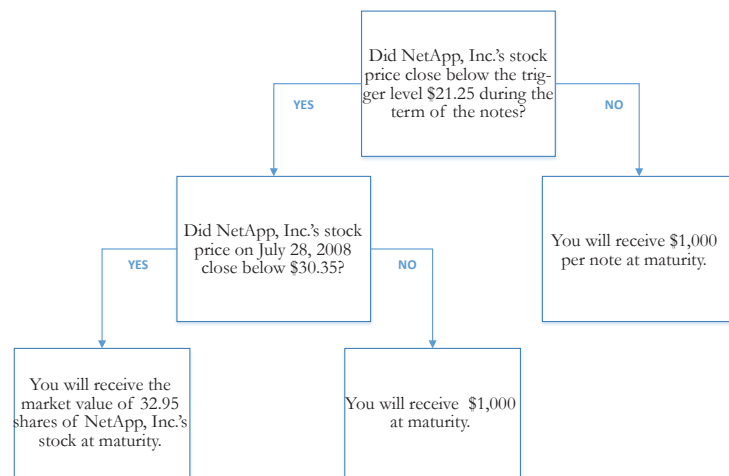 Did NetApp, Inc.'s stock
price close below the trig-
ger level $21.25 during the
term of the notes?
YES
NO
Did NetApp, Inc.'s stock
price on July 28, 2008
close below $30.35?
You will receive $1,000
per note at maturity.
YES
NO
You will receive the
market value of 32.95
shares of NetApp, Inc.'s
stock at maturity.
You will receive $1,000
at maturity.